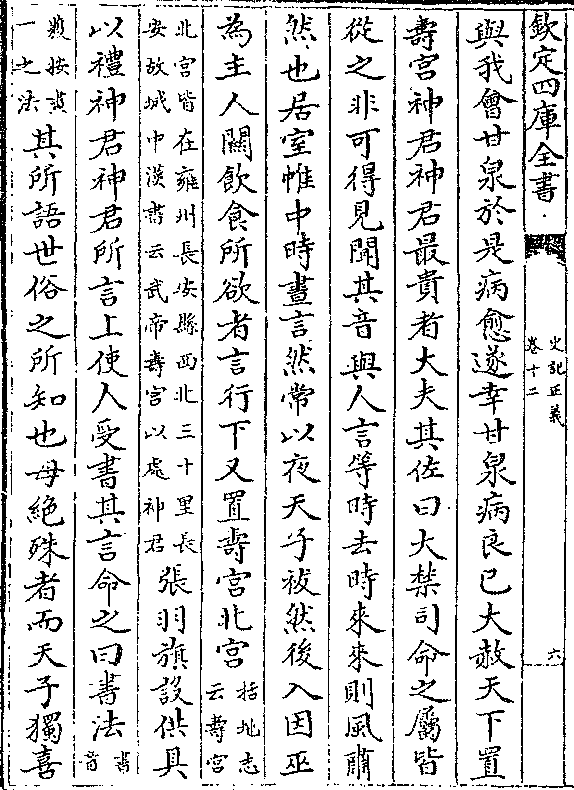 欽定四庫全書
史記正義
卷十二
六
與我會甘泉於是病愈遂幸甘泉病良已大赦天下置
壽宮神君神君最貴者大夫其佐曰大禁司命之屬皆
從之非可得見聞其音與人言等時去時來來則風肅
然也居室帷中時晝言然常以夜天子祓然後入因巫
為主人關飲食所欲者言行下又置壽宮北宮括地志云壽宮
北宮皆在雍州長安縣西北三十里長安故城中漢書云武帝壽宮以處神君張羽旗設供具
以禮神君神君所言上使人受書其言命之曰書法書音
獲按畫一之法其所語世俗之所知也毋絕殊者而天子獨喜